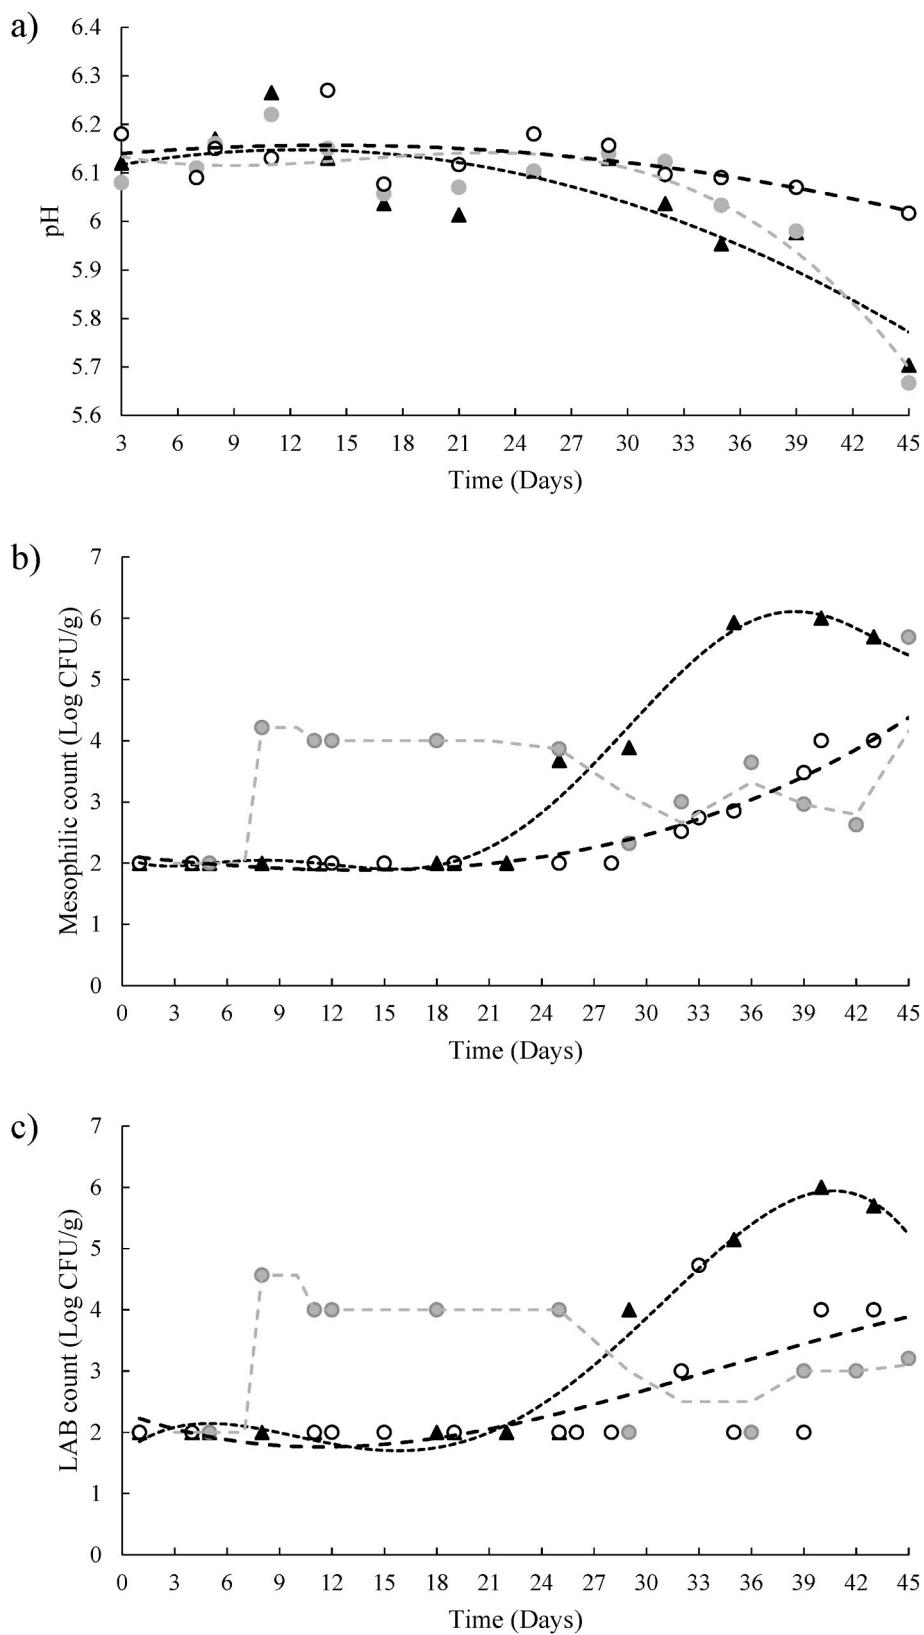 a)
6.4
6.3
6.2
6.1
6
5.9
5.8
5.7
5.6
pH
3 6 9 12 15 18 21 24 27 30 33 36 39 42 45
Time (Days)
b)
7
6
5
4
3
2
1
0
Mesophilic count (Log CFU/g)
0 3 6 9 12 15 18 21 24 27 30 33 36 39 42 45
Time (Days)
c)
7
6
5
4
3
2
1
0
LAB count (Log CFU/g)
0 3 6 9 12 15 18 21 24 27 30 33 36 39 42 45
Time (Days)